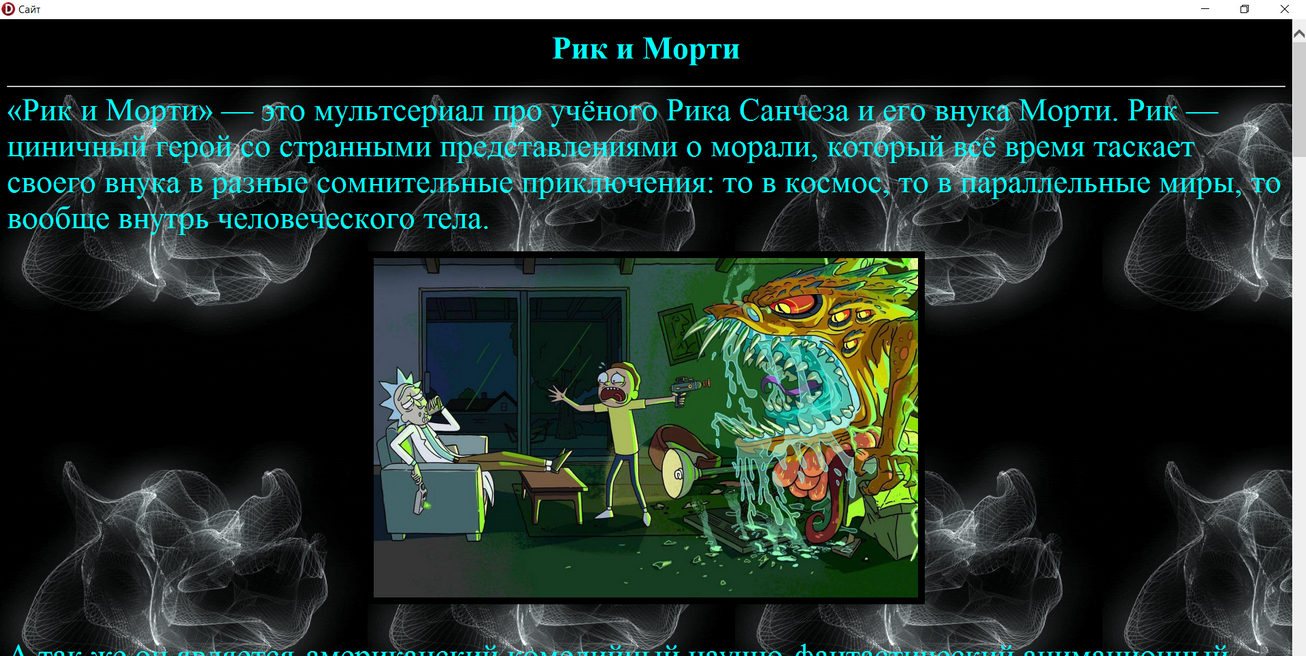 Сайт
Рик и Морти
«Рик и Морти» — это мультсериал про учёного Рика Санчеза и его внука Морти. Рик —
циничный герой со странными представлениями о морали, который всё время таскает
своего внука в разные сомнительные приключения: то в космос, то в параллельные миры, то
вообще внутрь человеческого тела.
А так же он является американский комедийный научно-фантастический анимационный